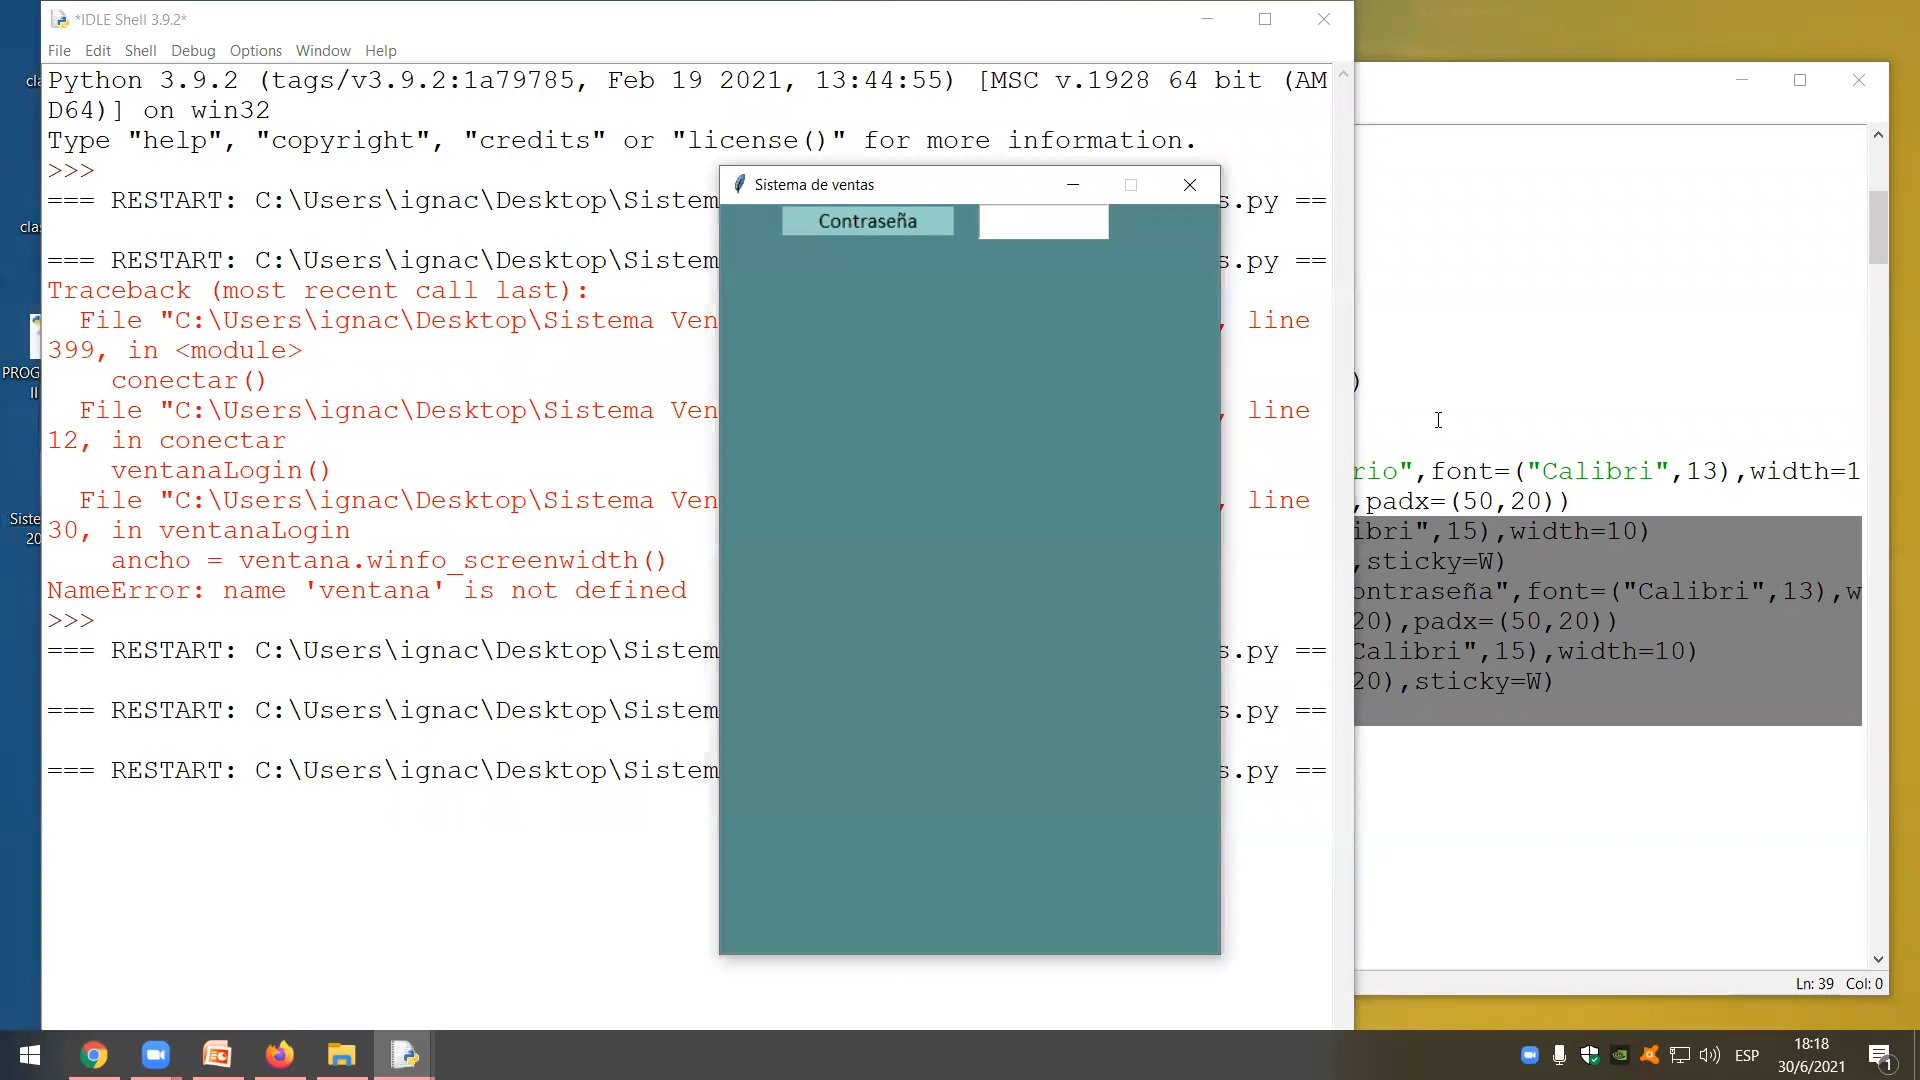 *IDLE Shell 3.9.2*
File Edit Shell Debug Options Window Help
Python 3.9.2 (tags/v3.9.2:1a79785, Feb 19 2021, 13:44:55) [MSC v.1928 64 bit (AM
D64)] on win32
Type "help", "copyright", "credits" or "license()" for more information.
>>>
=== RESTART: C:\Users\ignac\Desktop\Sistem
s.py ==
=== RESTART: C:\Users\ignac\Desktop\Sistem
s.py ==
Traceback (most recent call last):
File "C:\Users\ignac\Desktop\Sistema Ven
, line
399, in <module>
conectar()
File "C:\Users\ignac\Desktop\Sistema Ven
, line
12, in conectar
ventanaLogin()
File "C:\Users\ignac\Desktop\Sistema Ven
, line
30, in ventanaLogin
ancho = ventana.winfo_screenwidth()
NameError: name 'ventana' is not defined
>>>
=== RESTART: C:\Users\ignac\Desktop\Sistem
s.py ==
=== RESTART: C:\Users\ignac\Desktop\Sistem
s.py ==
=== RESTART: C:\Users\ignac\Desktop\Sistem
s.py ==
Sistema de ventas
Contraseña
)
rio",font=("Calibri",13),width=1
,padx=(50,20))
ibri",15),width=10)
,sticky=W)
ontraseña",font=("Calibri",13),w
20),padx=(50,20))
Calibri",15),width=10)
20),sticky=W)
Ln: 39 Col: 0
cla
clas
PROG
II
Siste
20
ESP
18:18
30/6/2021
1